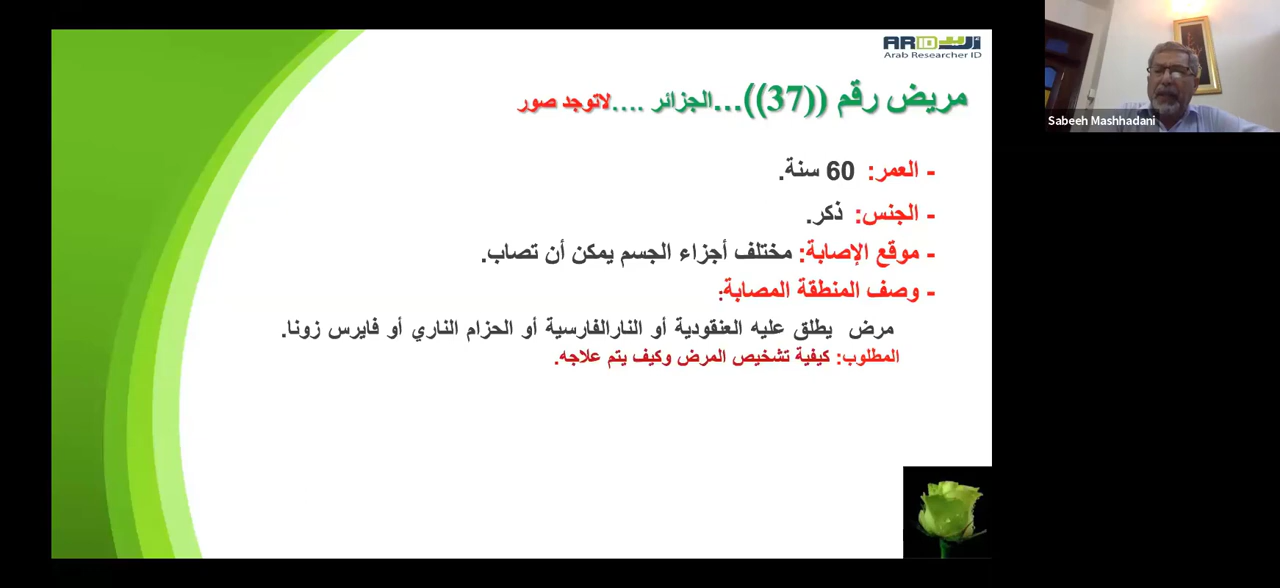 ARID أريد
Arab Researcher ID
مريض رقم ((37))...الجزائر ....لاتوجد صور
- العمر: 60 سنة.
- الجنس: ذكر.
- موقع الإصابة: مختلف أجزاء الجسم يمكن أن تصاب.
- وصف المنطقة المصابة:
مرض يطلق عليه العنقودية أو النارالفارسية أو الحزام الناري أو فايرس زونا.
المطلوب: كيفية تشخيص المرض وكيف يتم علاجه.
Sabeeh Mashhadani